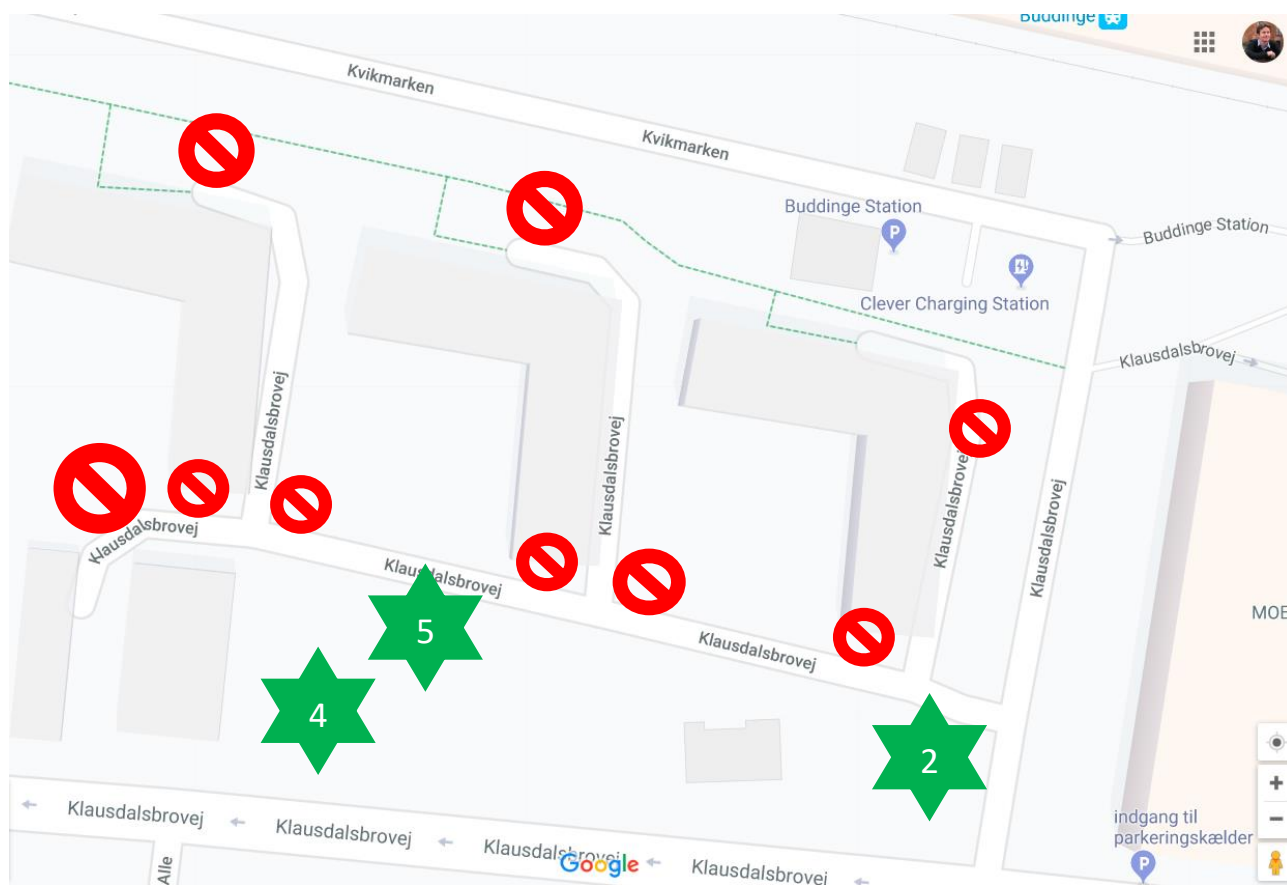 Buddinge
Kvikmarken
Kvikmarken
Buddinge Station
Buddinge Station
Clever Charging Station
Klausdalsbrovej
Klausdalsbrovej
Klausdalsbrovej
Klausdalsbrovej
Klausdalsbrovej
Klausdalsbrovej
Klausdalsbrovej
Klausdalsbrovej
MOB
5
Klausdalsbrovej
4
2
Klausdalsbrovej
Klausdalsbrovej
Klausdalsbrovej
Klausdalsbrovej
indgang til
parkeringskælder
Alle
Google